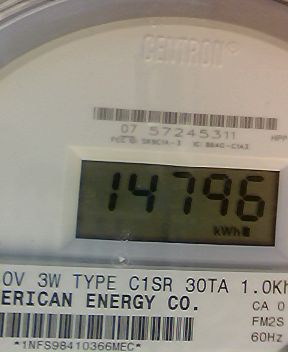 CENTRON®
07 57245311
14796
kWh
0V 3W TYPE C1SR 30TA 1.0Kh
ERICAN ENERGY CO.
CA 0
FM2S
60Hz
*1NFS98410366MEC*